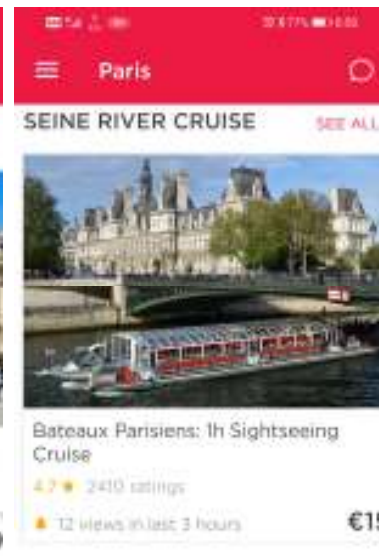 Paris
SEINE RIVER CRUISE
SEE ALL
Bateaux Parisiens: 1h Sightseeing
Cruise
4.7 2410 ratings
12 views in last 3 hours
€15